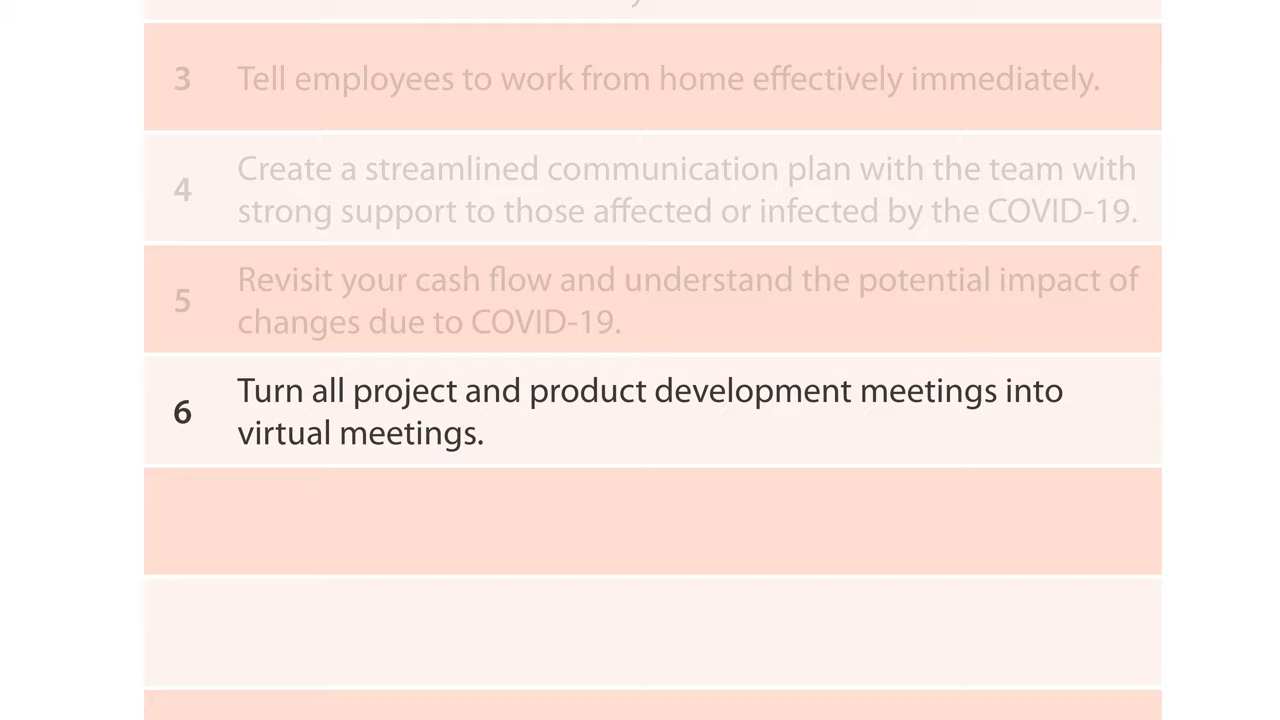 3 Tell employees to work from home effectively immediately.
4 Create a streamlined communication plan with the team with
strong support to those affected or infected by the COVID-19.
5 Revisit your cash flow and understand the potential impact of
changes due to COVID-19.
6 Turn all project and product development meetings into
virtual meetings.